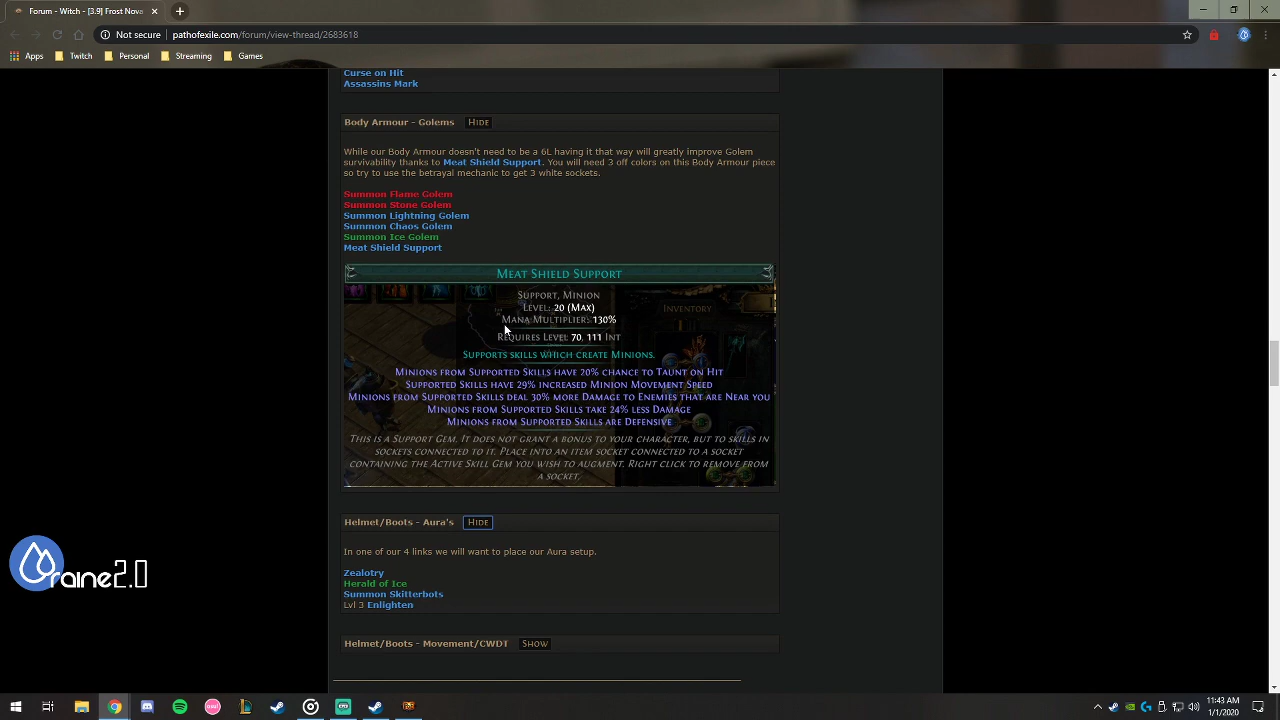 Forum
Not secure | pathofexile.com/forum/view-thread/2683618
Apps Twitch Personal Streaming Games
Curse on Hit
Assassins Mark
Body Armour - Golems HIDE
While our Body Armour doesn't need to be a 6L having it that way will greatly improve Golem
survivability thanks to Meat Shield Support. You will need 3 off colors on this Body Armour piece
so try to use the betrayal mechanic to get 3 white sockets.
Summon Flame Golem
Summon Stone Golem
Summon Lightning Golem
Summon Chaos Golem
Summon Ice Golem
Meat Shield Support
MEAT SHIELD SUPPORT
SUPPORT, MINION
LEVEL: 20 (MAX)
INVENTORY
MANA MULTIPLIER: 130%
REQUIRES LEVEL 70, 111 INT
SUPPORTS SKILLS WHICH CREATE MINIONS.
MINIONS FROM SUPPORTED SKILLS HAVE 20% CHANCE TO TAUNT ON HIT
SUPPORTED SKILLS HAVE 29% INCREASED MINION MOVEMENT SPEED
MINIONS FROM SUPPORTED SKILLS DEAL 30% MORE DAMAGE TO ENEMIES THAT ARE NEAR YOU
MINIONS FROM SUPPORTED SKILLS TAKE 24% LESS DAMAGE
MINIONS FROM SUPPORTED SKILLS ARE DEFENSIVE
THIS IS A SUPPORT GEM. IT DOES NOT GRANT A BONUS TO YOUR CHARACTER, BUT TO SKILLS IN
SOCKETS CONNECTED TO IT. PLACE INTO AN ITEM SOCKET CONNECTED TO A SOCKET
CONTAINING THE ACTIVE SKILL GEM YOU WISH TO AUGMENT. RIGHT CLICK TO REMOVE FROM
A SOCKET.
Helmet/Boots - Aura's HIDE
In one of our 4 links we will want to place our Aura setup.
Zealotry
Herald of Ice
Summon Skitterbots
Lvl 3 Enlighten
raine2.0
Helmet/Boots - Movement/CWDT SHOW
11:43 AM
1/1/2020